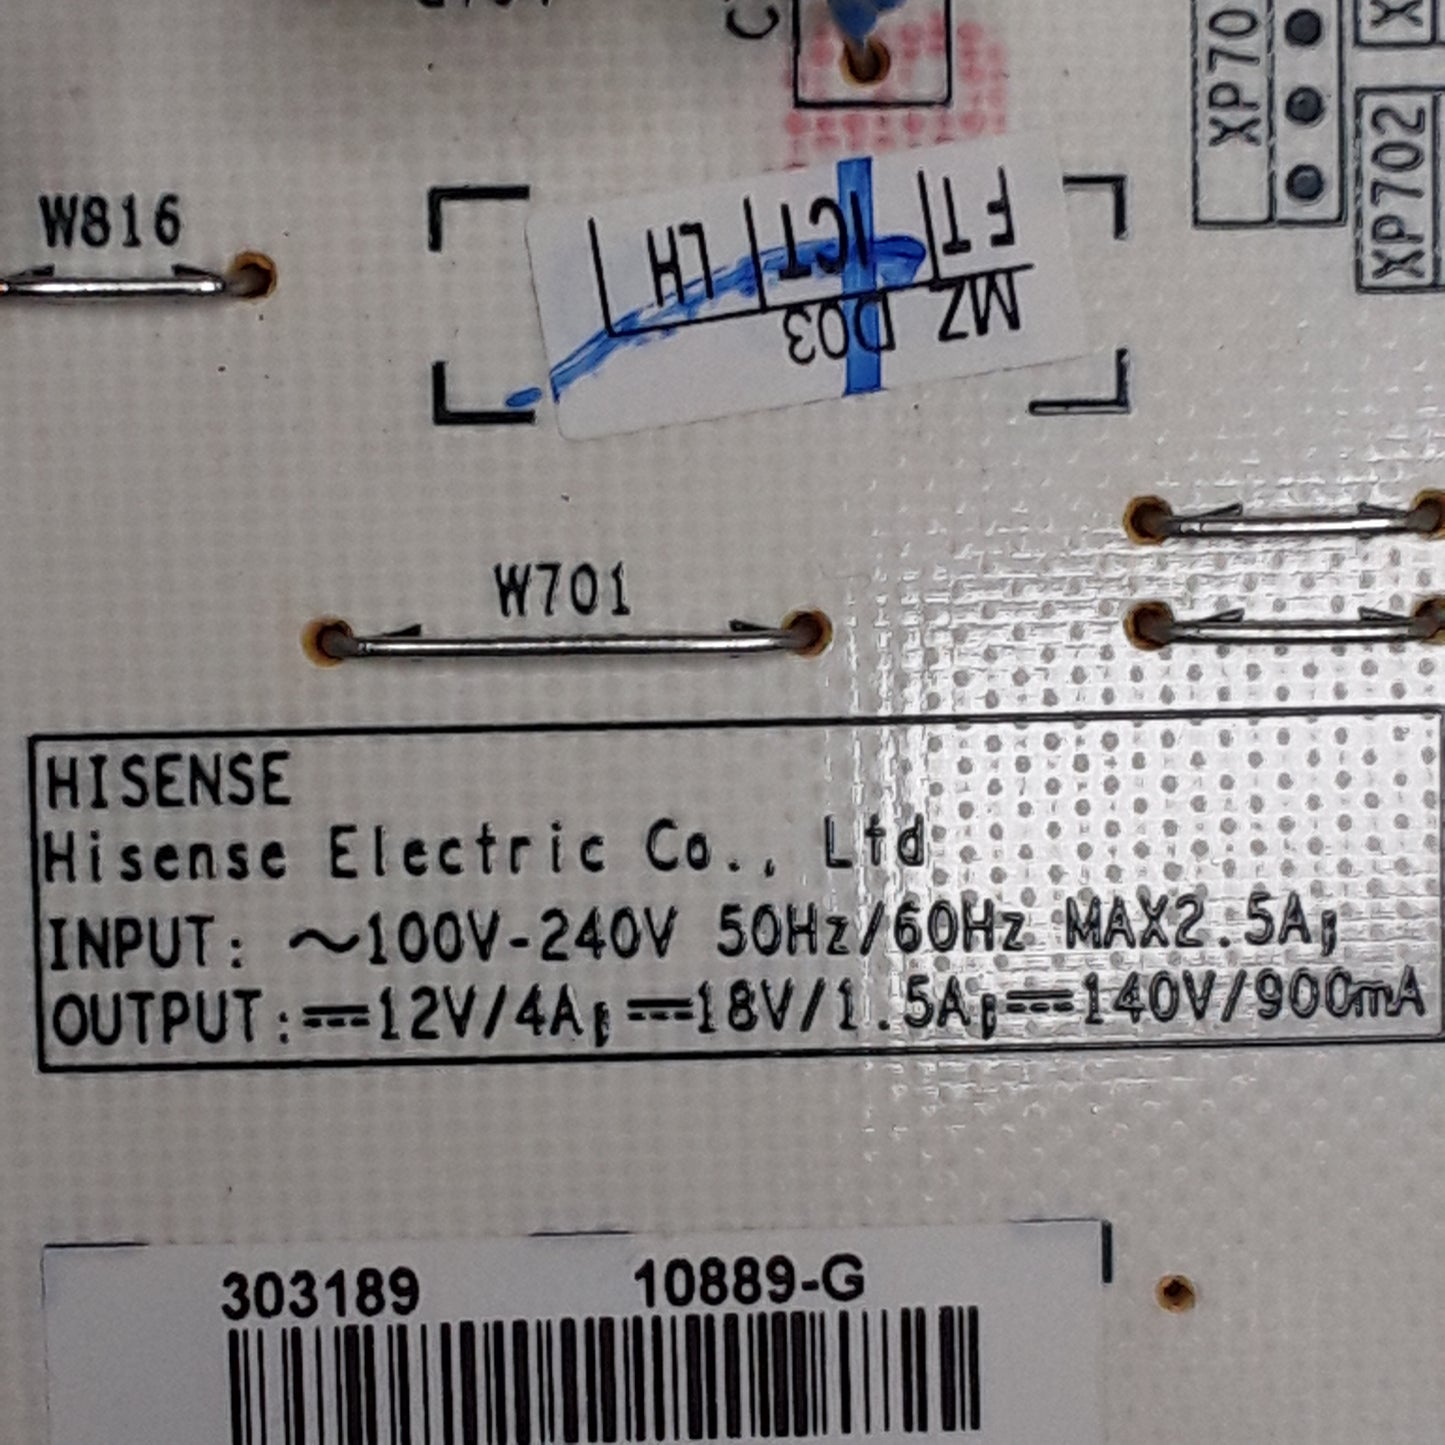 XP70
XP702
W816
FT ICT LH
MZ D03
W701
HISENSE
Hisense Electric Co., Ltd
INPUT: ～100V-240V 50Hz/60Hz MAX2.5A;
OUTPUT:⎓12V/4A;⎓18V/1.5A;⎓140V/900mA
303189 10889-G